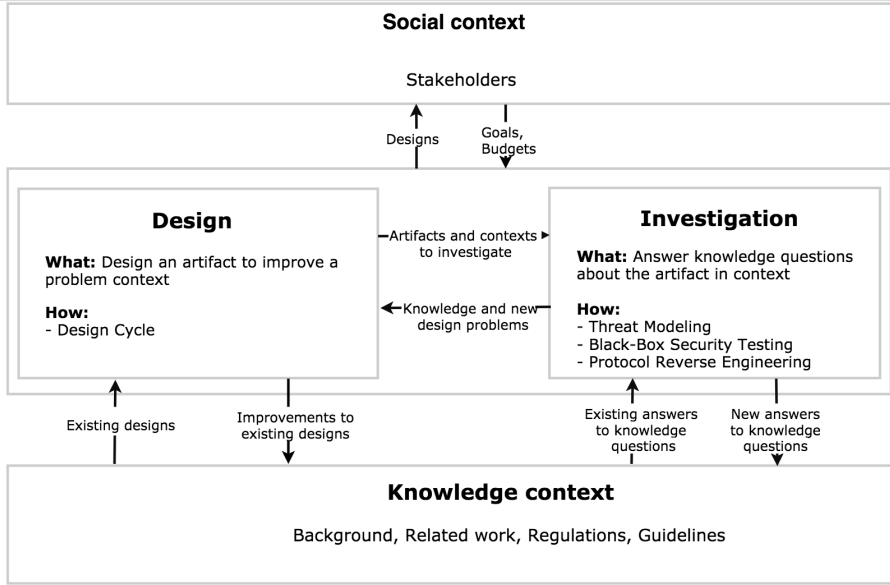 Social context
Stakeholders
Designs
Goals,
Budgets
Design
What: Design an artifact to improve a
problem context
How:
- Design Cycle
Artifacts and contexts
to investigate
Knowledge and new
design problems
Investigation
What: Answer knowledge questions
about the artifact in context
How:
- Threat Modeling
- Black-Box Security Testing
- Protocol Reverse Engineering
Existing designs
Improvements to
existing designs
Existing answers
to knowledge
questions
New answers
to knowledge
questions
Knowledge context
Background, Related work, Regulations, Guidelines